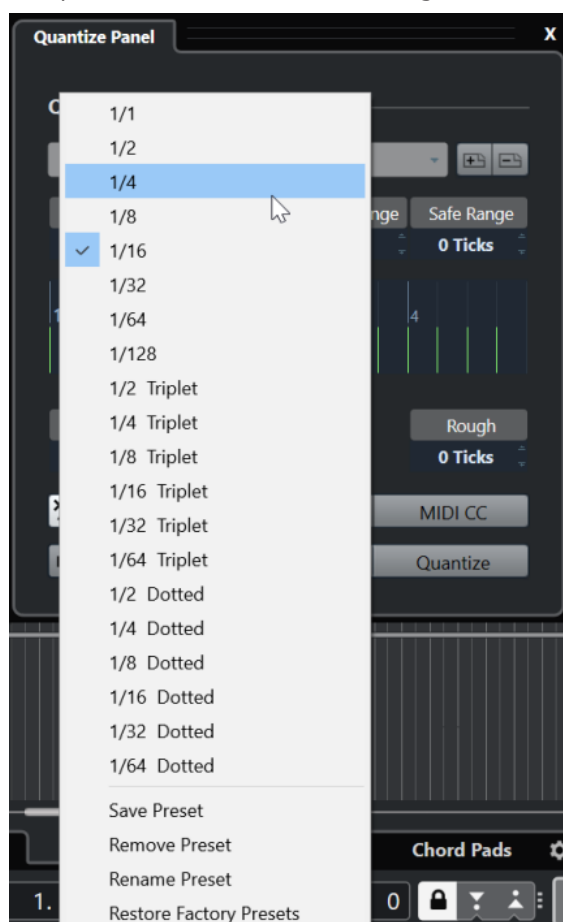 Quantize Panel X
1/1
1/2
1/4
1/8
Safe Range
1/16
0 Ticks
1/32
1/64
4
1/128
1/2 Triplet
1/4 Triplet
Rough
1/8 Triplet
0 Ticks
1/16 Triplet
MIDI CC
1/32 Triplet
1/64 Triplet
Quantize
1/2 Dotted
1/4 Dotted
1/8 Dotted
1/16 Dotted
1/32 Dotted
1/64 Dotted
Save Preset
Remove Preset
Chord Pads
Rename Preset
1.
0
Restore Factory Presets